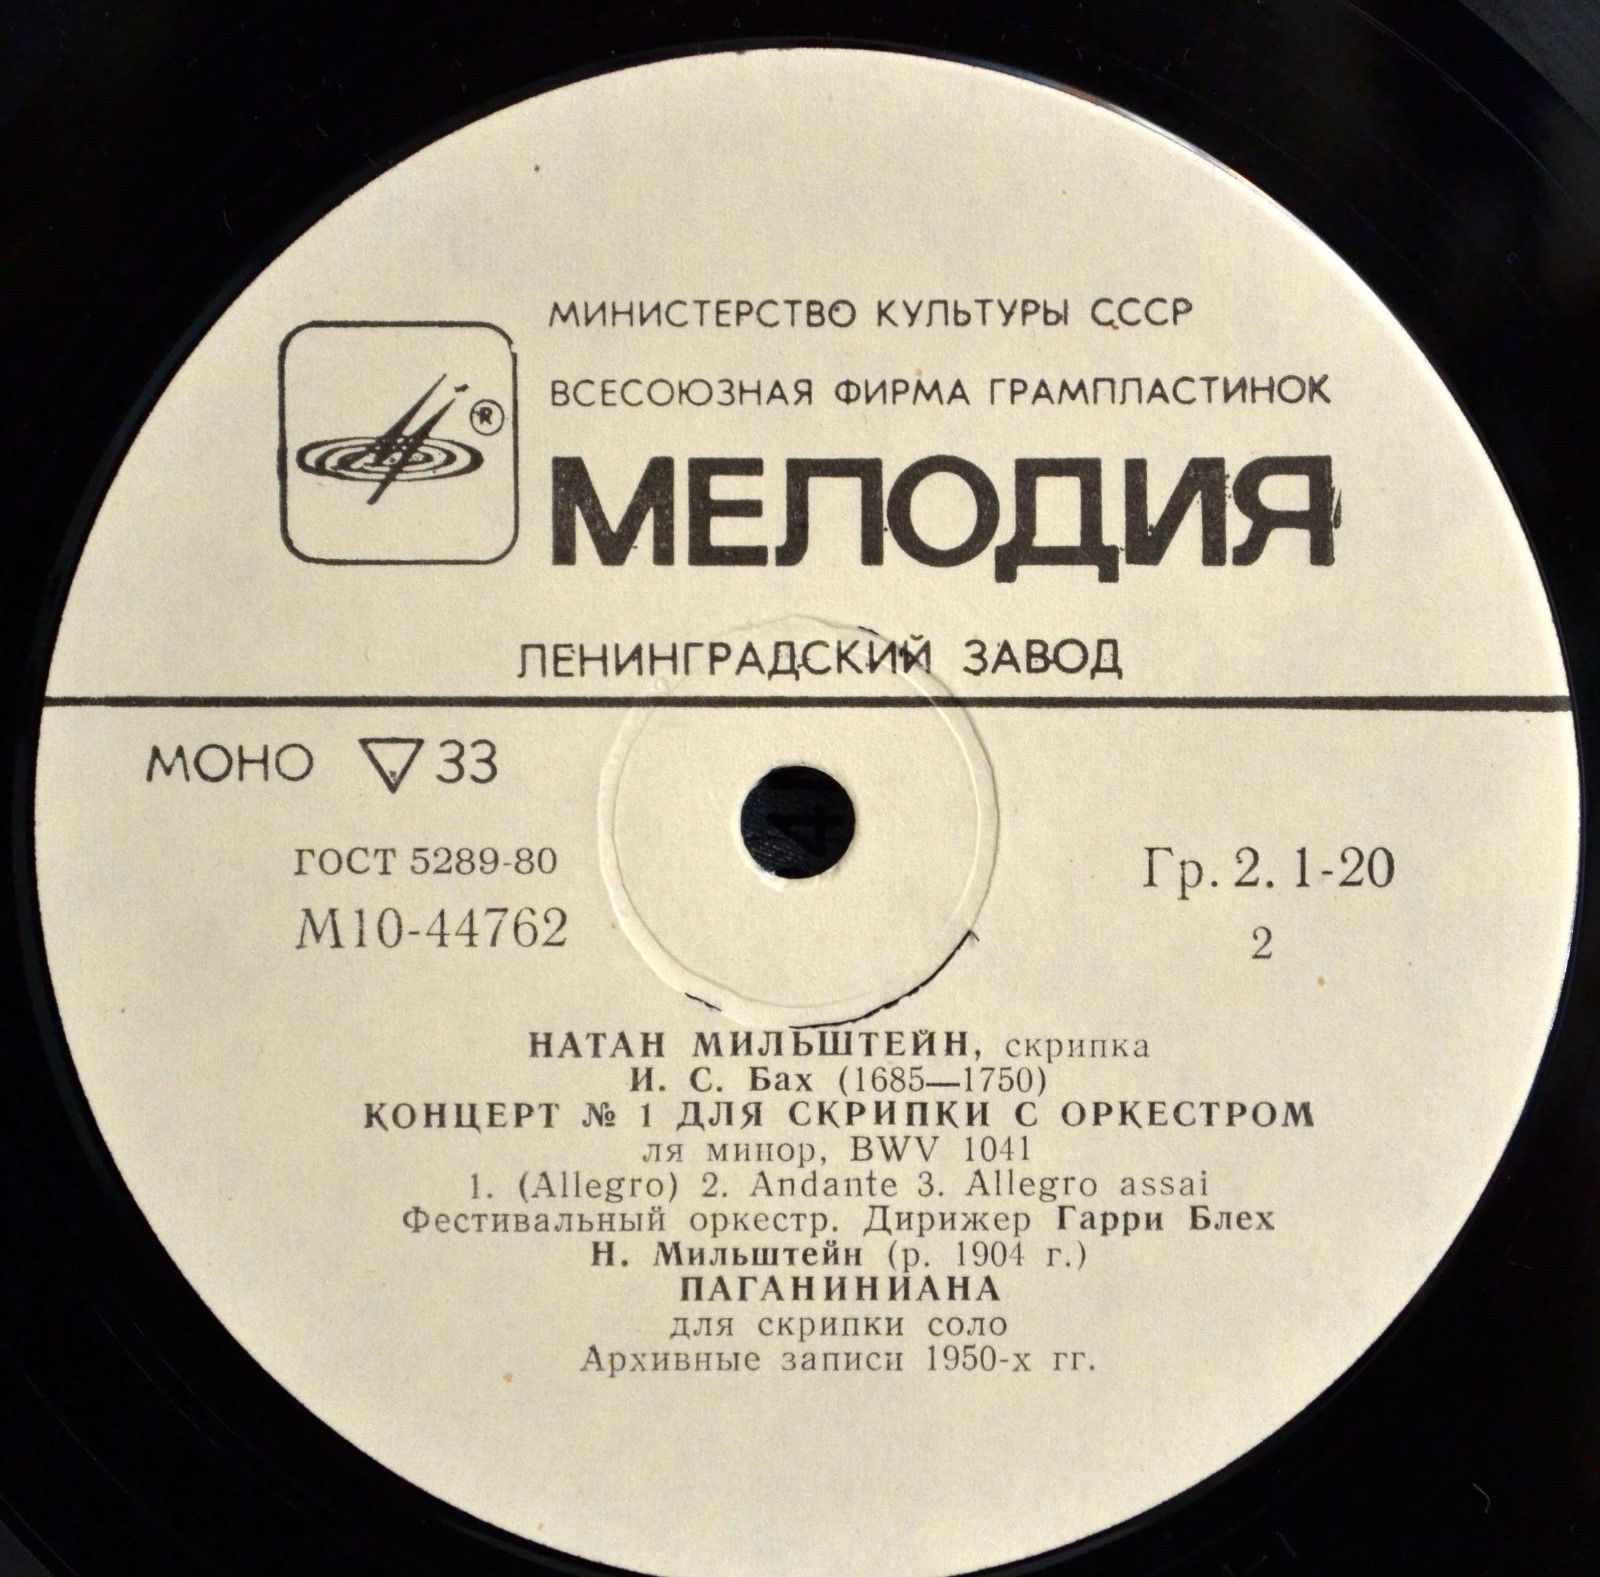 МИНИСТЕРСТВО КУЛЬТУРЫ СССР
ВСЕСОЮЗНАЯ ФИРМА ГРАМПЛАСТИНОК
®
МЕЛОДИЯ
ЛЕНИНГРАДСКИЙ ЗАВОД
МОНО ▽ 33
ГОСТ 5289-80
М10-44762
Гр. 2. 1-20
2
НАТАН МИЛЬШТЕЙН, скрипка
И. С. Бах (1685—1750)
КОНЦЕРТ № 1 ДЛЯ СКРИПКИ С ОРКЕСТРОМ
ля минор, BWV 1041
1. (Allegro) 2. Andante 3. Allegro assai
Фестивальный оркестр. Дирижер Гарри Блех
Н. Мильштейн (р. 1904 г.)
ПАГАНИНИАНА
для скрипки соло
Архивные записи 1950-х гг.